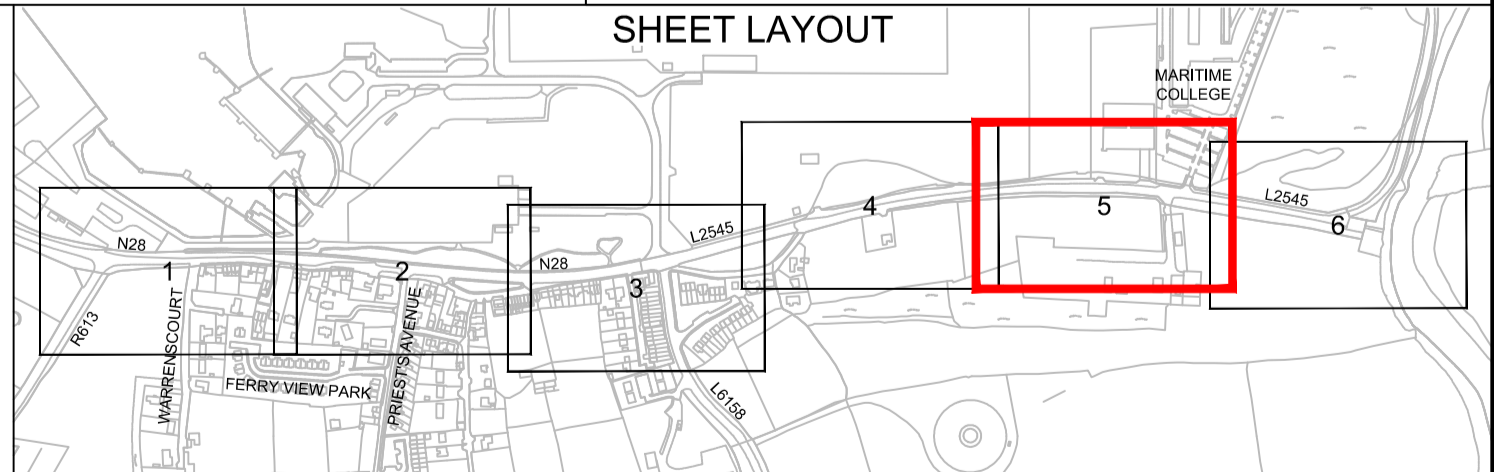 SHEET LAYOUT
MARITIME
COLLEGE
4
5
L2545
6
L2545
N28
1
2
N28
3
R613
WARRENSCOURT
FERRY VIEW PARK
PRIEST'S AVENUE
L6158